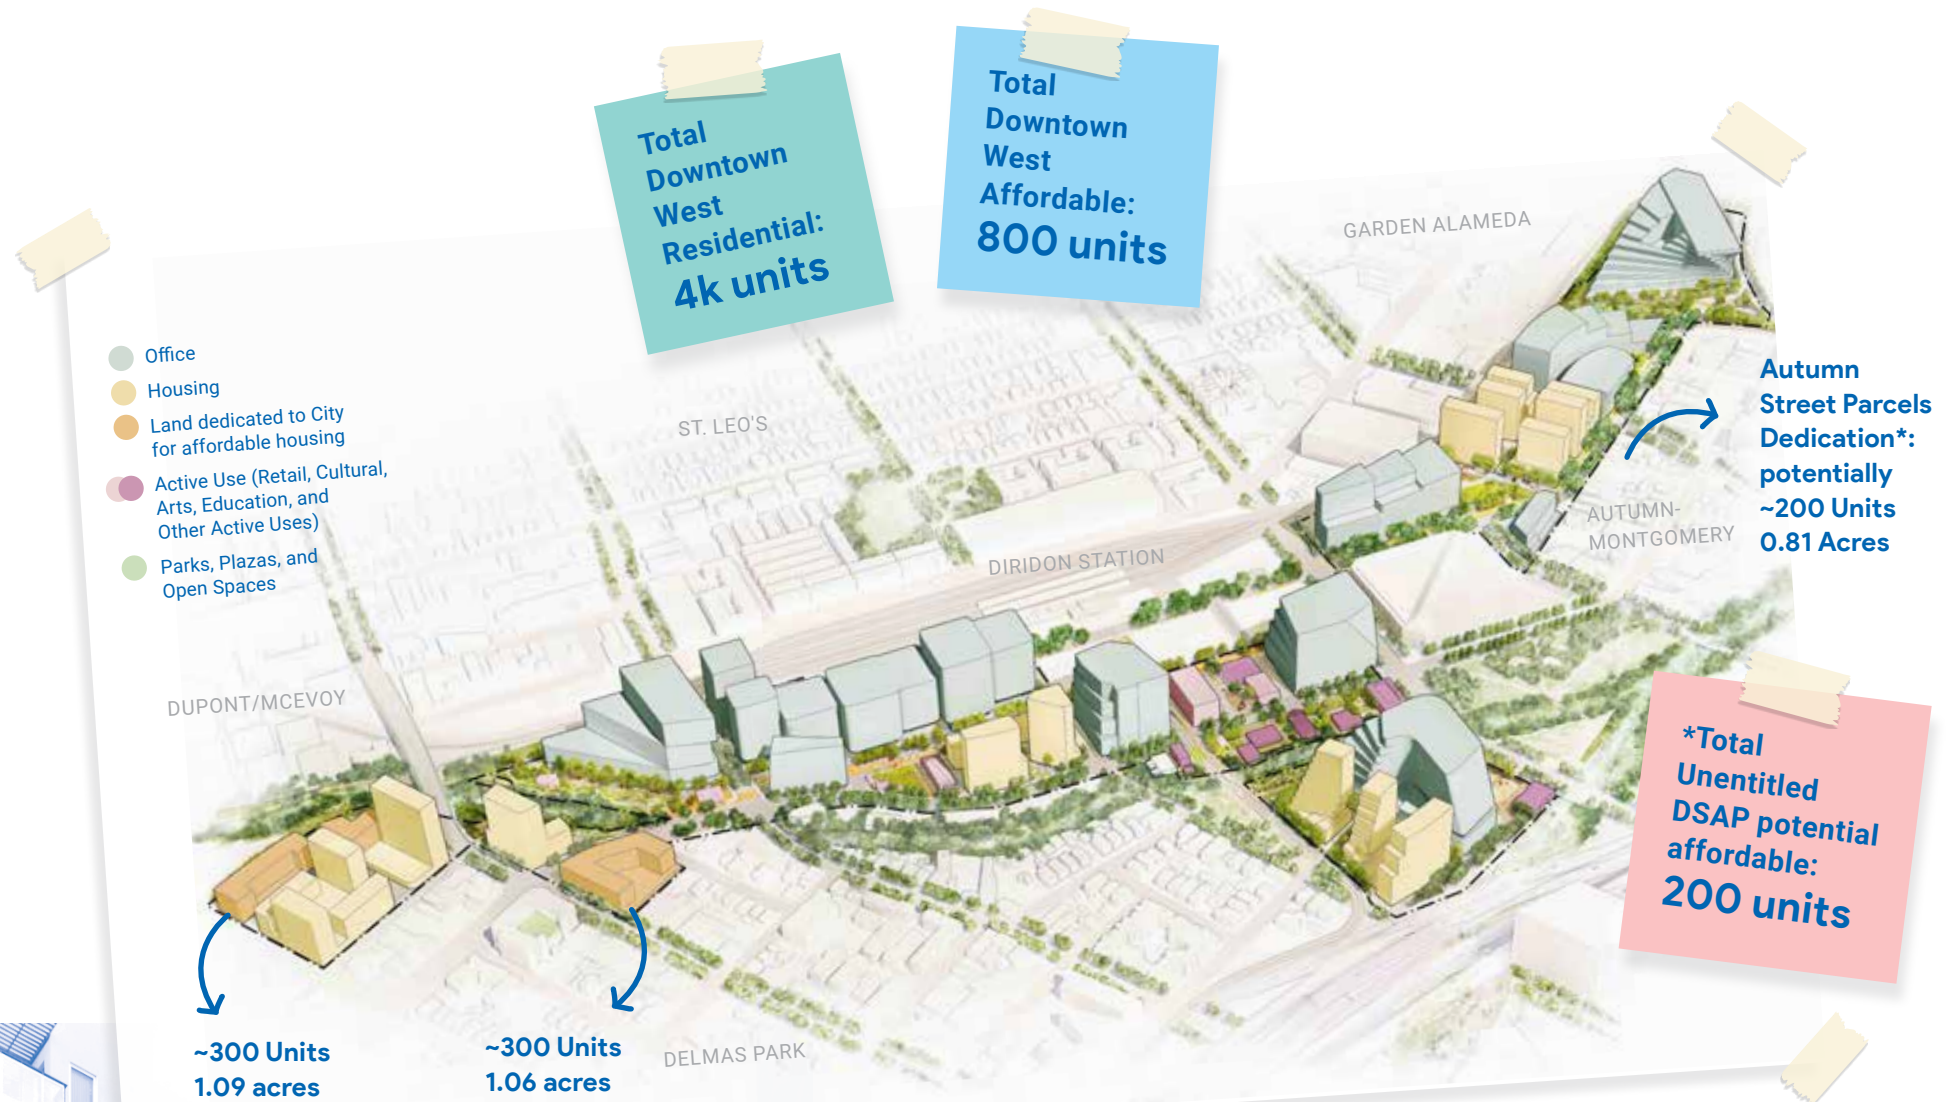 Total
Downtown
West
Residential:
4k units
Total
Downtown
West
Affordable:
800 units
GARDEN ALAMEDA
Office
Housing
Land dedicated to City
for affordable housing
Active Use (Retail, Cultural,
Arts, Education, and
Other Active Uses)
Parks, Plazas, and
Open Spaces
ST. LEO'S
DIRIDON STATION
AUTUMN-
MONTGOMERY
Autumn
Street Parcels
Dedication*:
potentially
~200 Units
0.81 Acres
DUPONT/MCEVOY
*Total
Unentitled
DSAP potential
affordable:
200 units
~300 Units
1.09 acres
~300 Units
1.06 acres
DELMAS PARK